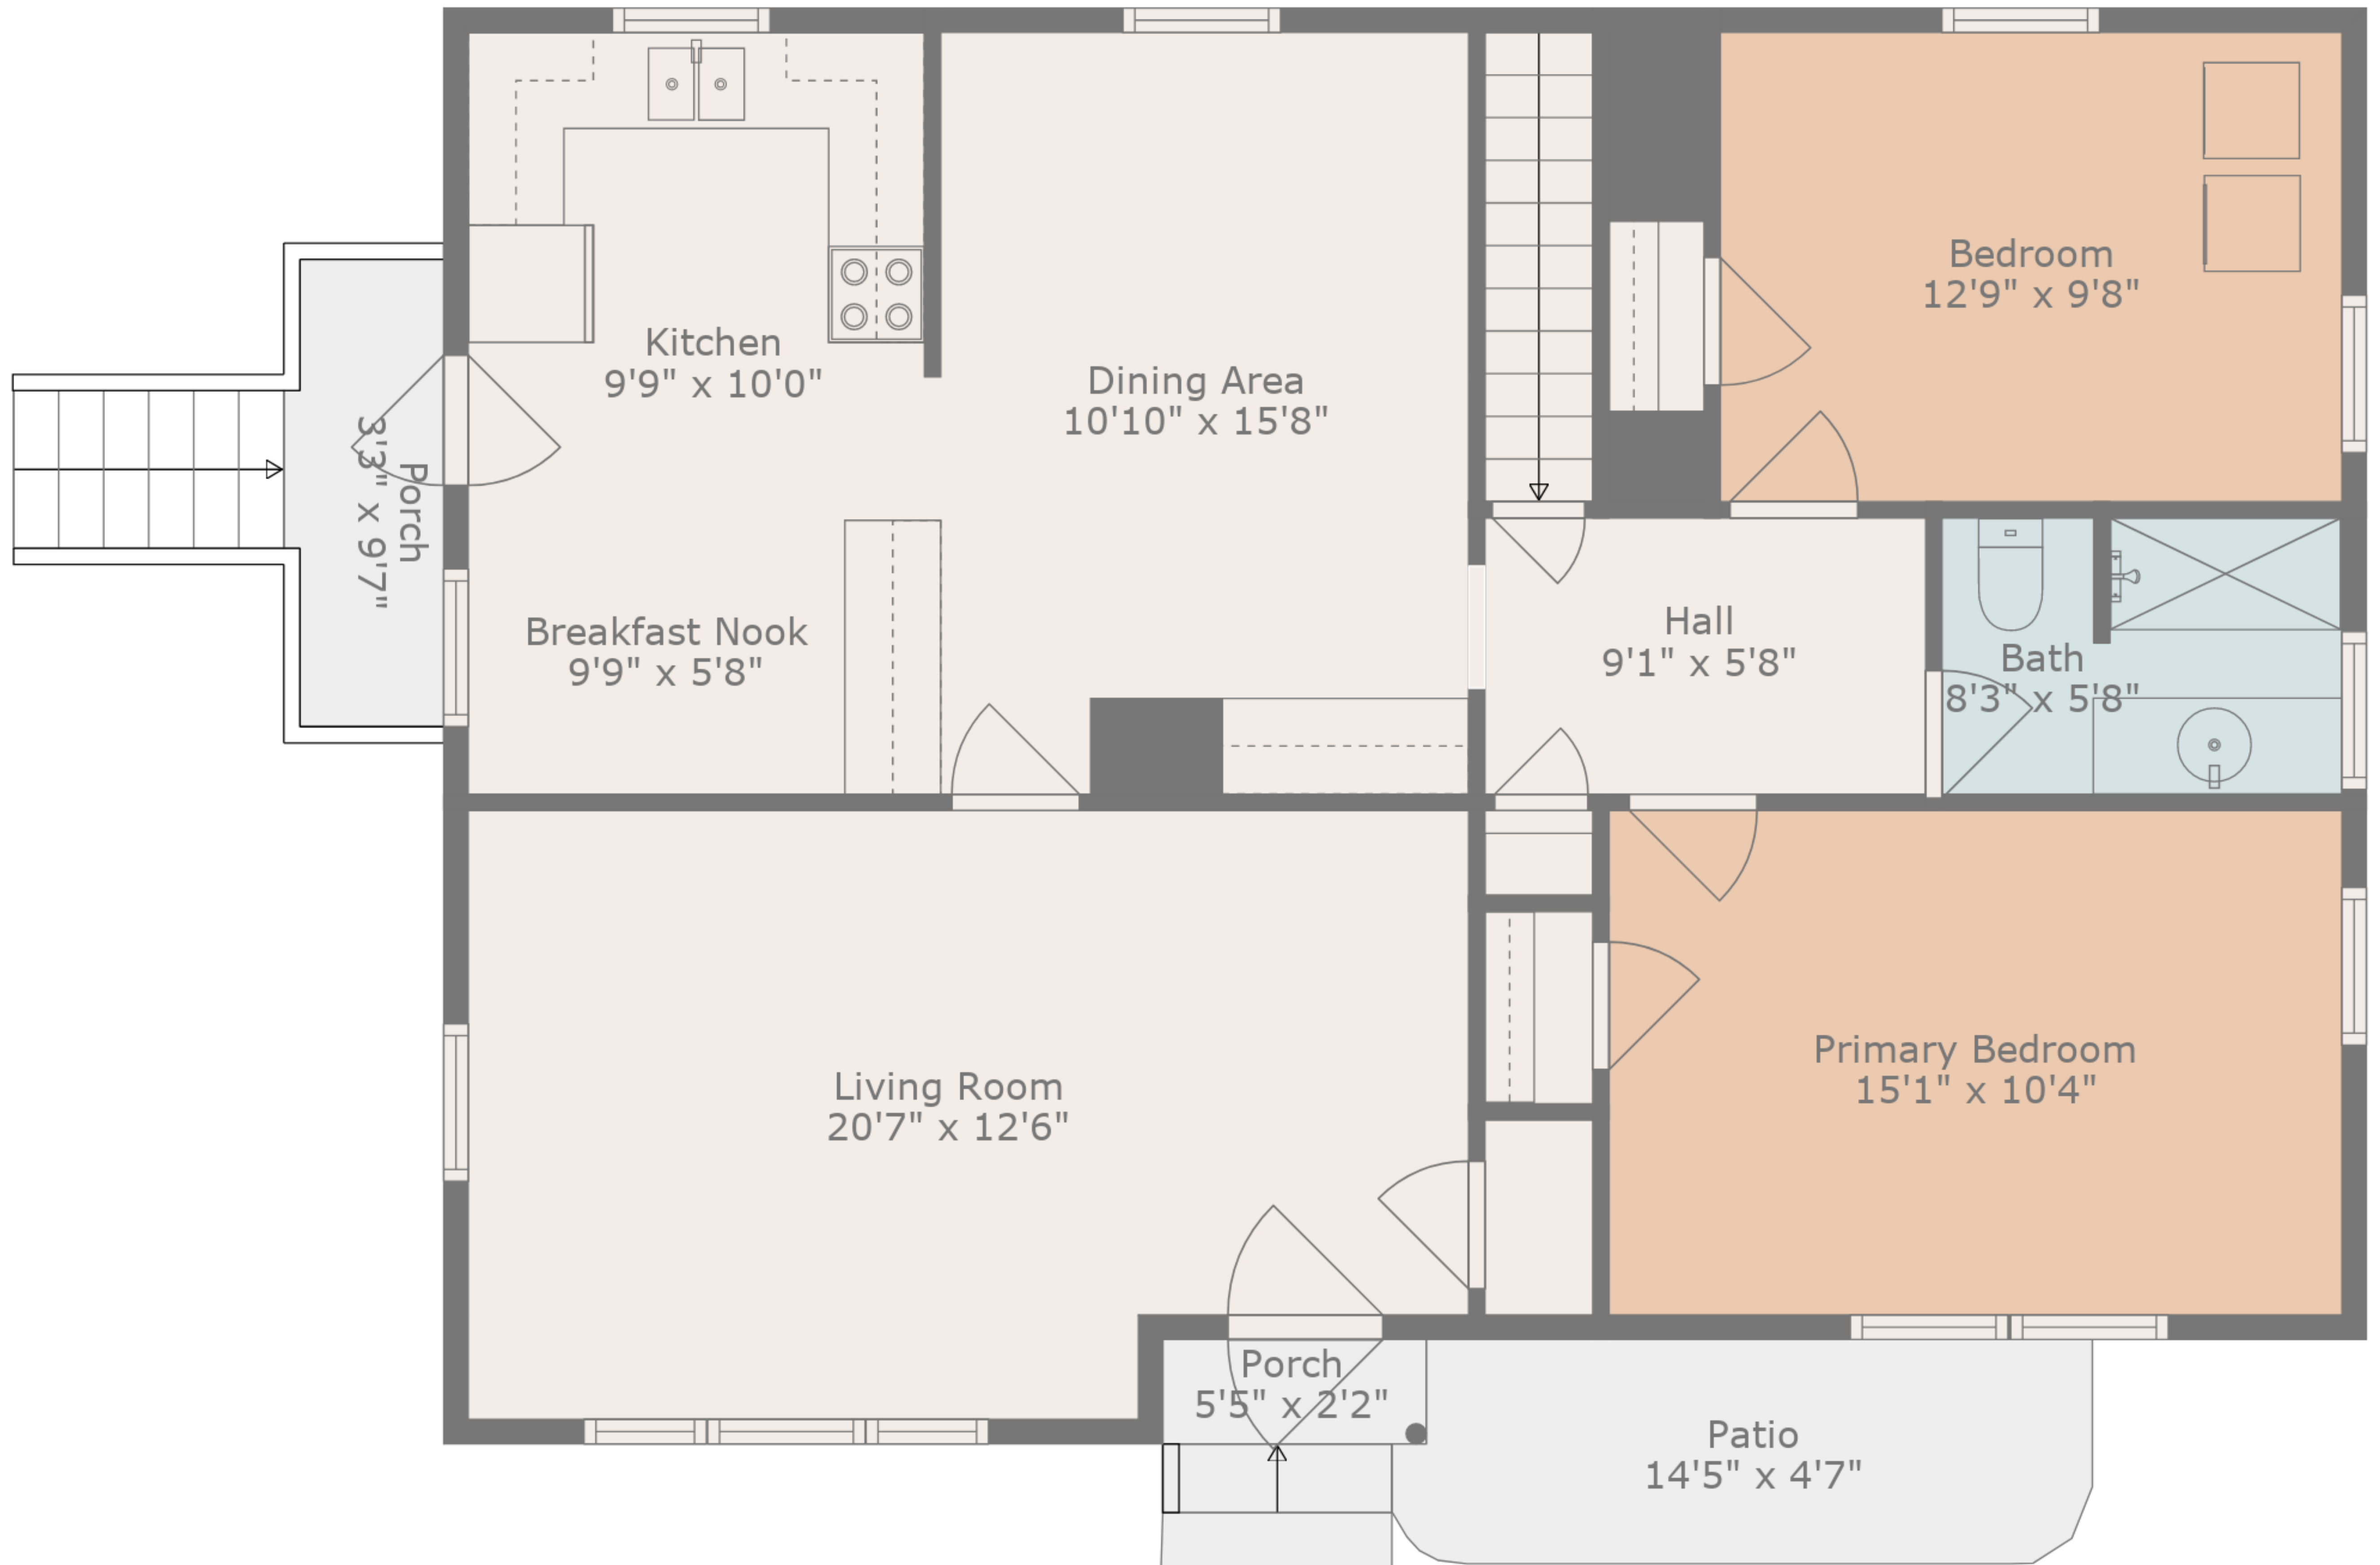 Kitchen
9'9" x 10'0"
Dining Area
10'10" x 15'8"
Bedroom
12'9" x 9'8"
Porch
3'3" x 9'7"
Breakfast Nook
9'9" x 5'8"
Hall
9'1" x 5'8"
Bath
8'3" x 5'8"
Living Room
20'7" x 12'6"
Primary Bedroom
15'1" x 10'4"
Porch
5'5" x 2'2"
Patio
14'5" x 4'7"